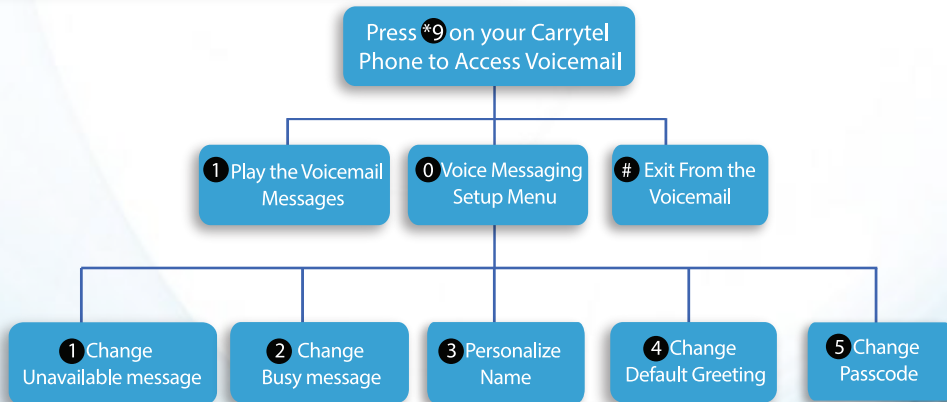 Press *9 on your Carrytel
Phone to Access Voicemail
1 Play the Voicemail
Messages
0 Voice Messaging
Setup Menu
# Exit From the
Voicemail
1 Change
Unavailable message
2 Change
Busy message
3 Personalize
Name
4 Change
Default Greeting
5 Change
Passcode